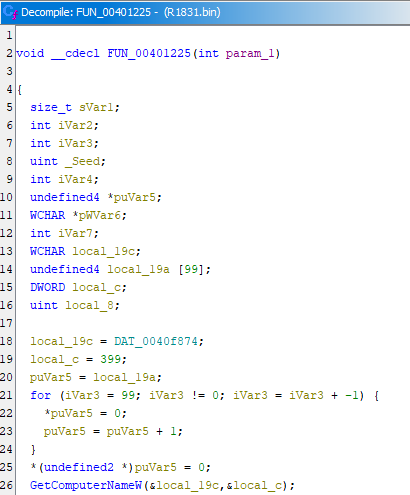 Decompile: FUN_00401225 - (R1831.bin)
1
2 void __cdecl FUN_00401225(int param_1)
3
4 {
5 size_t sVar1;
6 int iVar2;
7 int iVar3;
8 uint _Seed;
9 int iVar4;
10 undefined4 *puVar5;
11 WCHAR *pWVar6;
12 int iVar7;
13 WCHAR local_19c;
14 undefined4 local_19a [99];
15 DWORD local_c;
16 uint local_8;
17
18 local_19c = DAT_0040f874;
19 local_c = 399;
20 puVar5 = local_19a;
21 for (iVar3 = 99; iVar3 != 0; iVar3 = iVar3 + -1) {
22 *puVar5 = 0;
23 puVar5 = puVar5 + 1;
24 }
25 *(undefined2 *)puVar5 = 0;
26 GetComputerNameW(&local_19c,&local_c);